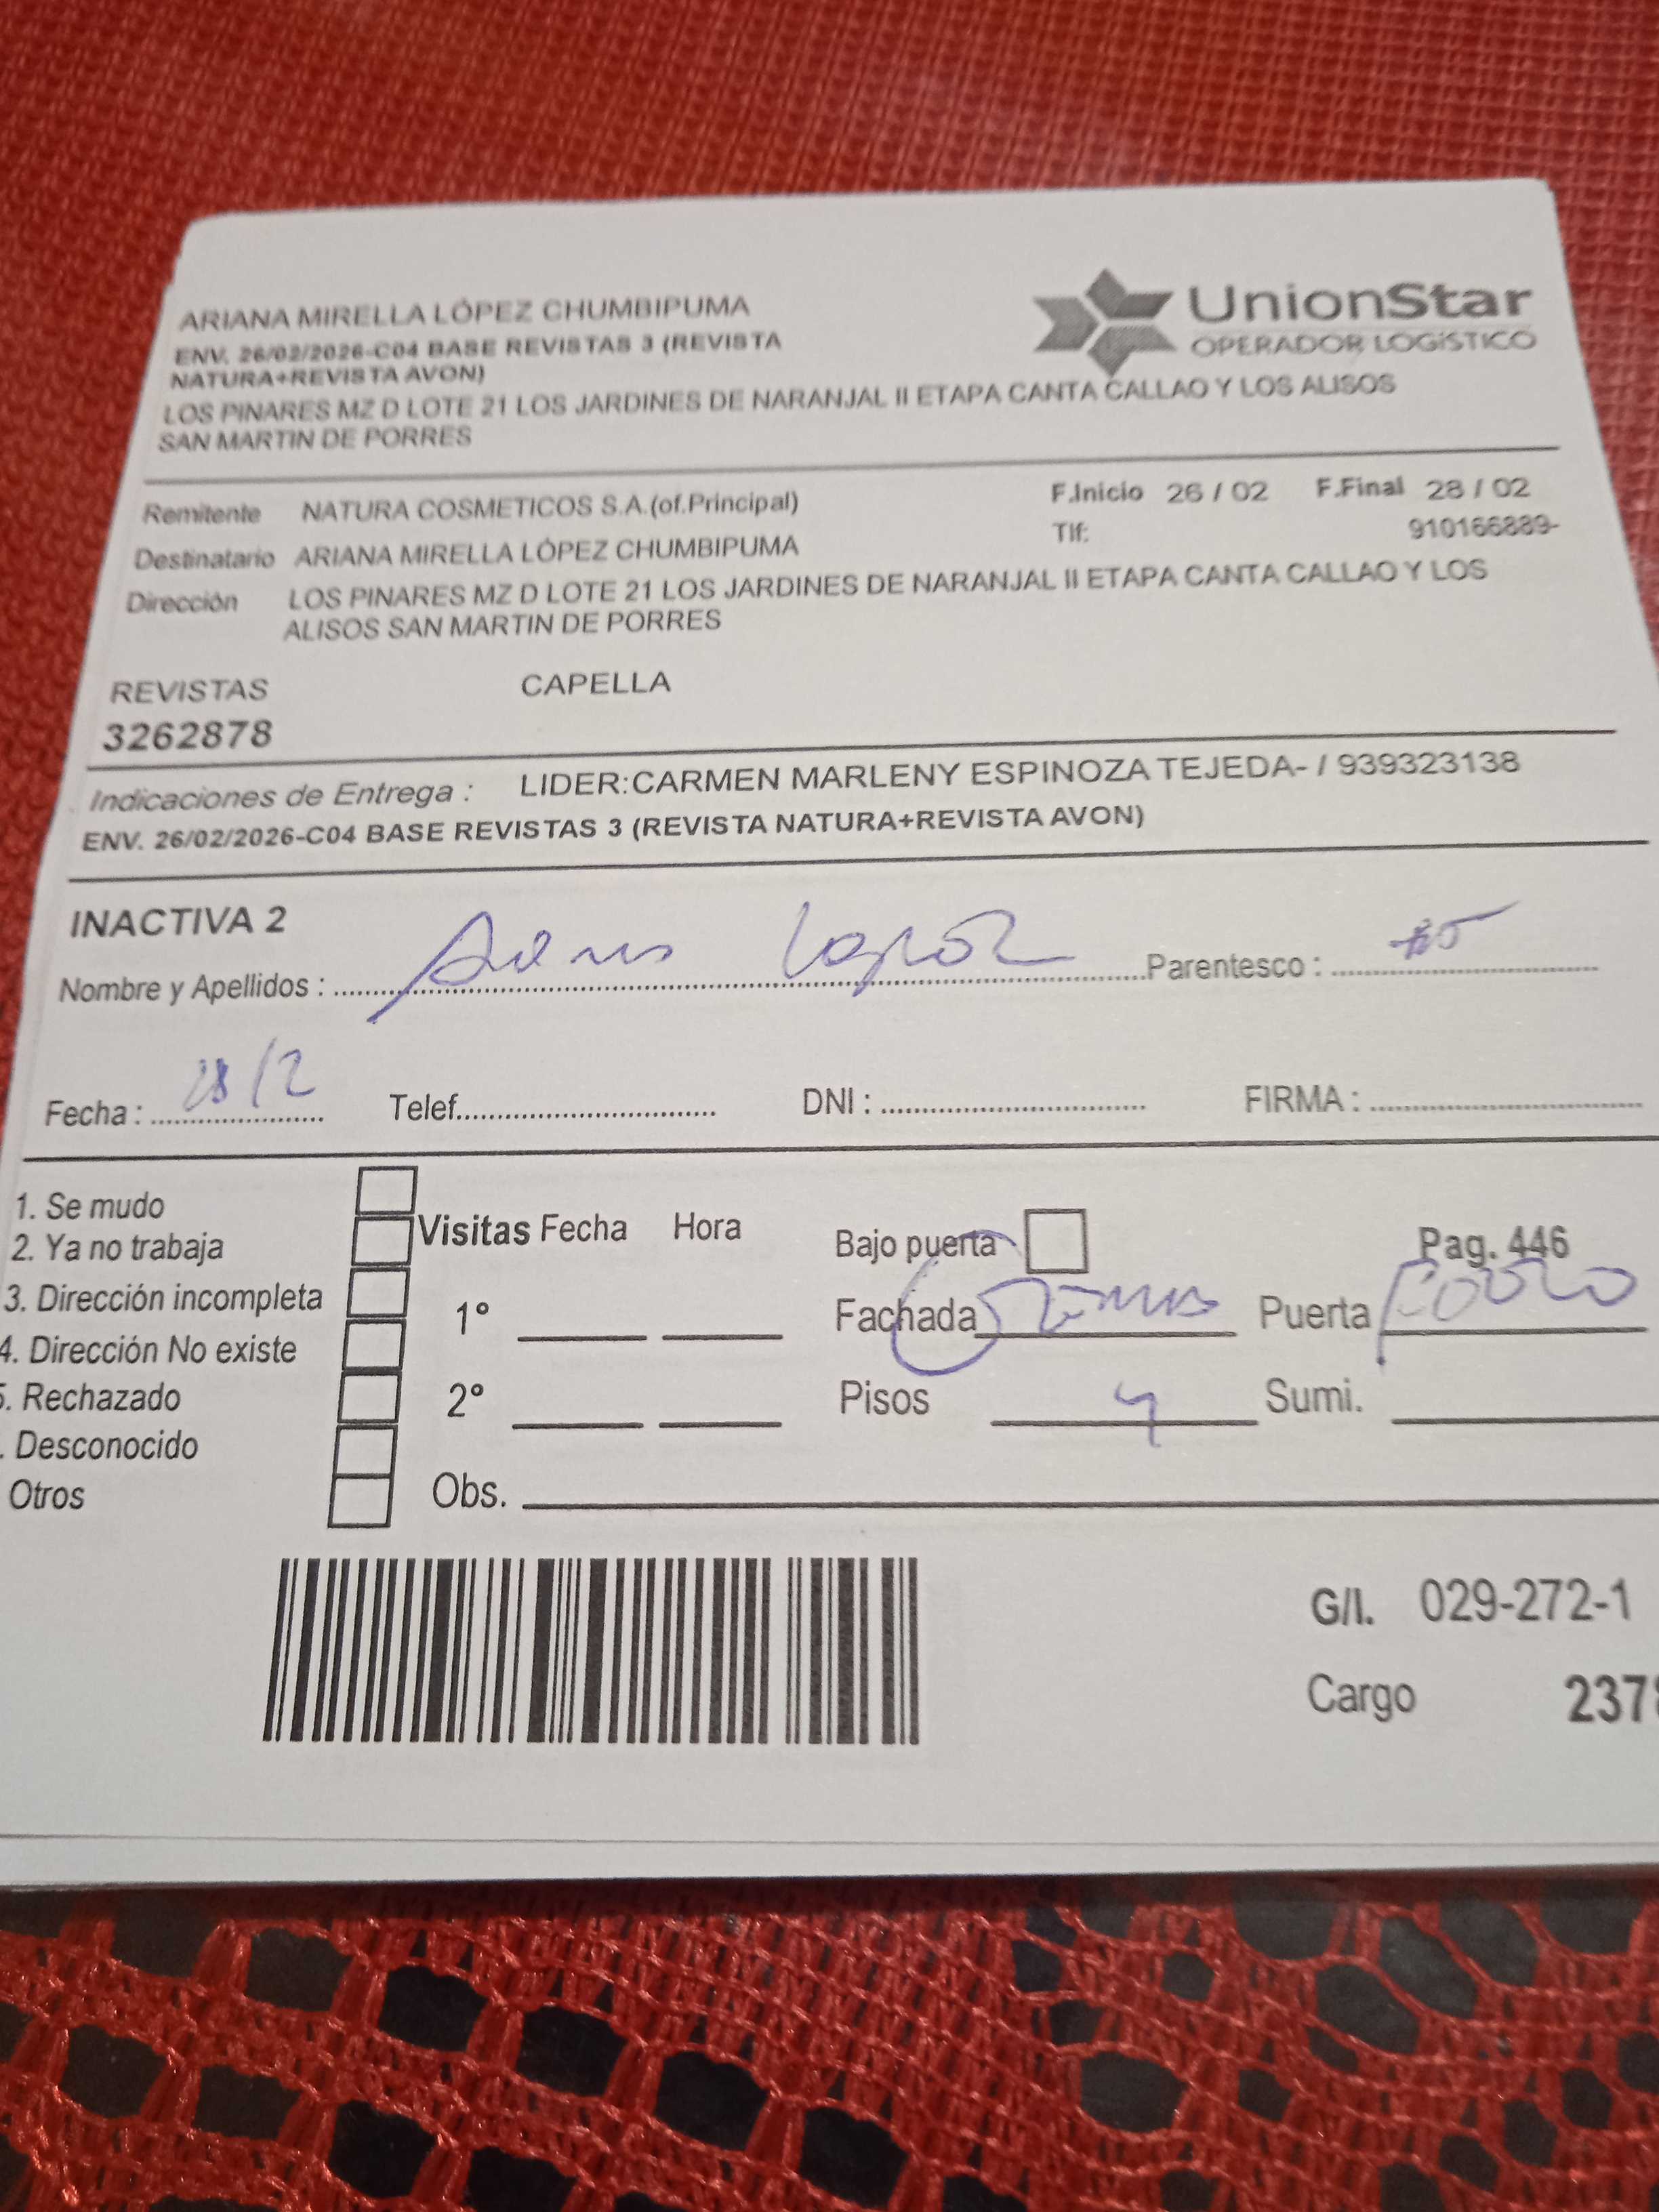 ARIANA MIRELLA LÓPEZ CHUMBIPUMA
ENV. 26/02/2026-C04 BASE REVISTAS 3 (REVISTA
NATURA+REVISTA AVON)
LOS PINARES MZ D LOTE 21 LOS JARDINES DE NARANJAL II ETAPA CANTA CALLAO Y LOS ALISOS
SAN MARTIN DE PORRES
UnionStar
OPERADOR LOGÍSTICO
Remitente NATURA COSMETICOS S.A.(of.Principal)
F.Inicio 26 / 02 F.Final 28 / 02
Destinatario ARIANA MIRELLA LÓPEZ CHUMBIPUMA
Tlf: 910166889-
Dirección LOS PINARES MZ D LOTE 21 LOS JARDINES DE NARANJAL II ETAPA CANTA CALLAO Y LOS
ALISOS SAN MARTIN DE PORRES
REVISTAS CAPELLA
3262878
Indicaciones de Entrega : LIDER:CARMEN MARLENY ESPINOZA TEJEDA- / 939323138
ENV. 26/02/2026-C04 BASE REVISTAS 3 (REVISTA NATURA+REVISTA AVON)
INACTIVA 2
Nombre y Apellidos : Lopez Parentesco :
Fecha : 28/2 Telef. DNI : FIRMA :
1. Se mudo
2. Ya no trabaja
3. Dirección incompleta
4. Dirección No existe
5. Rechazado
. Desconocido
Otros
Visitas Fecha Hora
1°
2°
Obs.
Bajo puerta Pag. 446
Fachada Puerta
Pisos 4 Sumi.
G/I. 029-272-1
Cargo 237